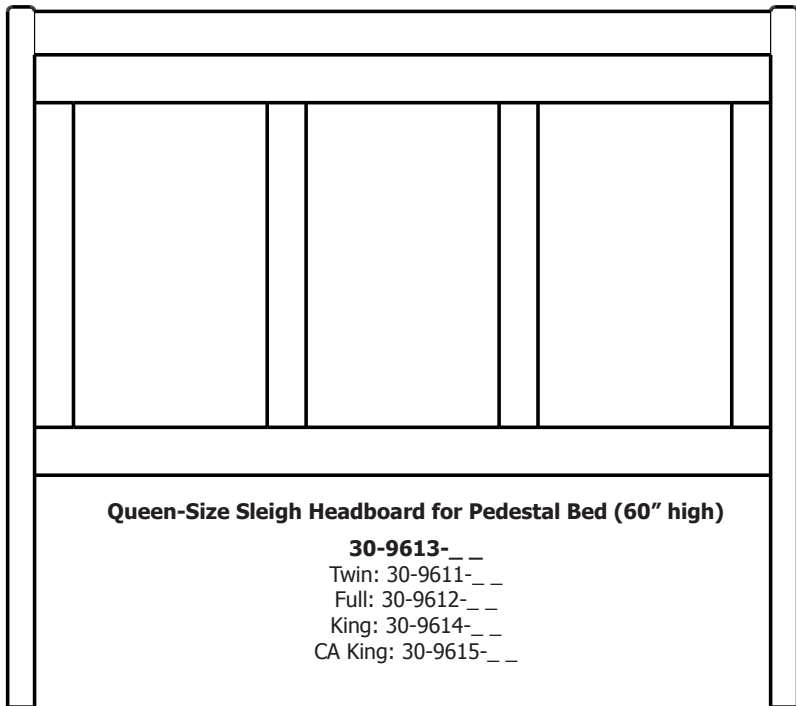 Queen-Size Sleigh Headboard for Pedestal Bed (60” high)
30-9613-_ _
Twin: 30-9611-_ _
Full: 30-9612-_ _
King: 30-9614-_ _
CA King: 30-9615-_ _